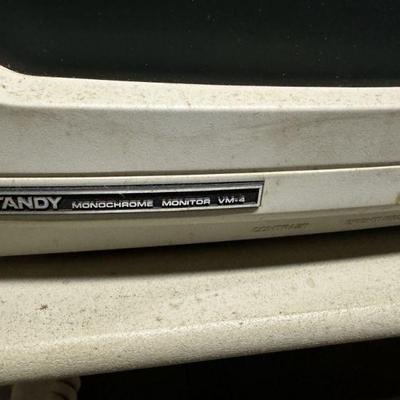 TANDY MONOCHROME MONITOR VM-4
CONTRAST